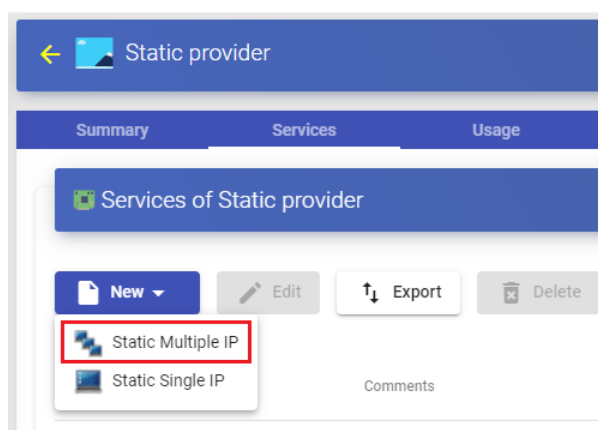 Static provider
Summary Services Usage
Services of Static provider
New Edit Export Delete
Static Multiple IP
Static Single IP
Comments